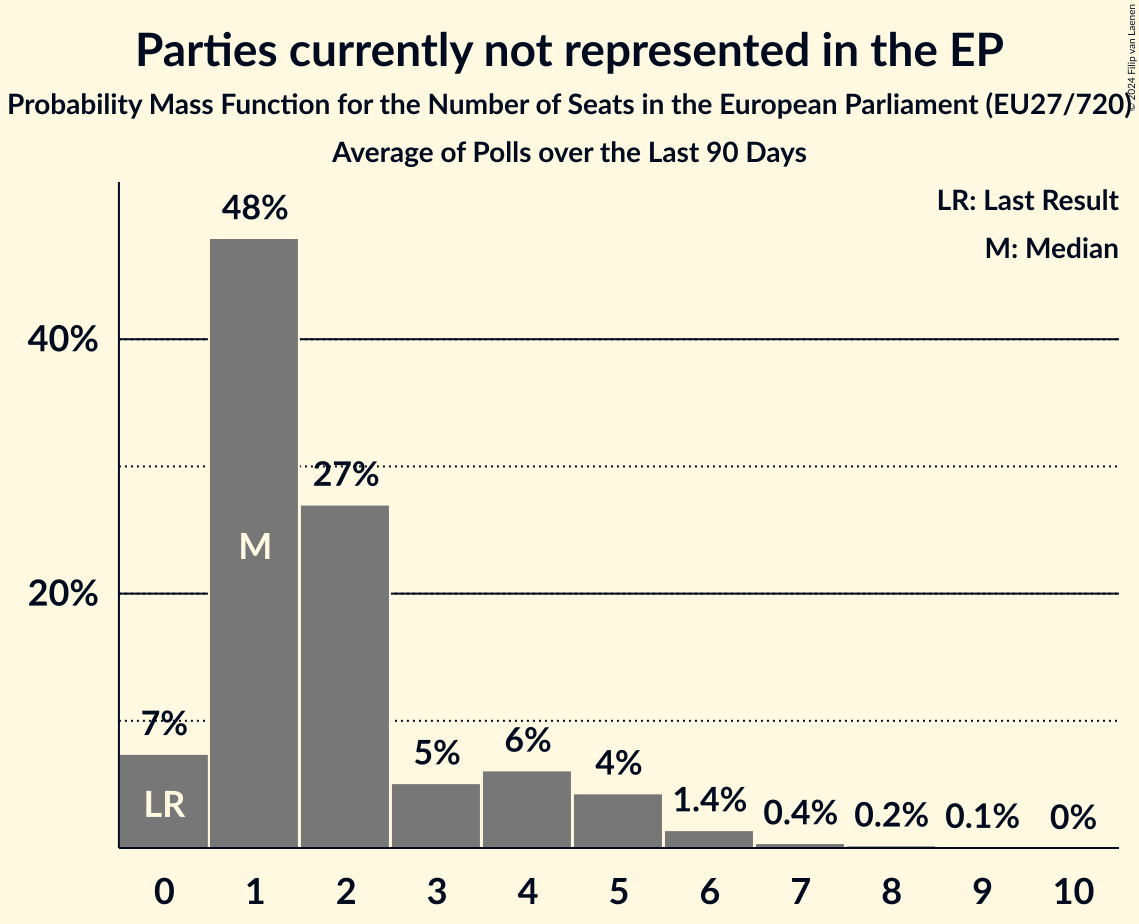 Parties currently not represented in the EP
Probability Mass Function for the Number of Seats in the European Parliament (EU27/720)
Average of Polls over the Last 90 Days
© 2024 Filip van Laenen
LR: Last Result
M: Median
48%
40%
27%
M
20%
7%
LR
5%
6%
4%
1.4%
0.4%
0.2%
0.1%
0%
0 1 2 3 4 5 6 7 8 9 10